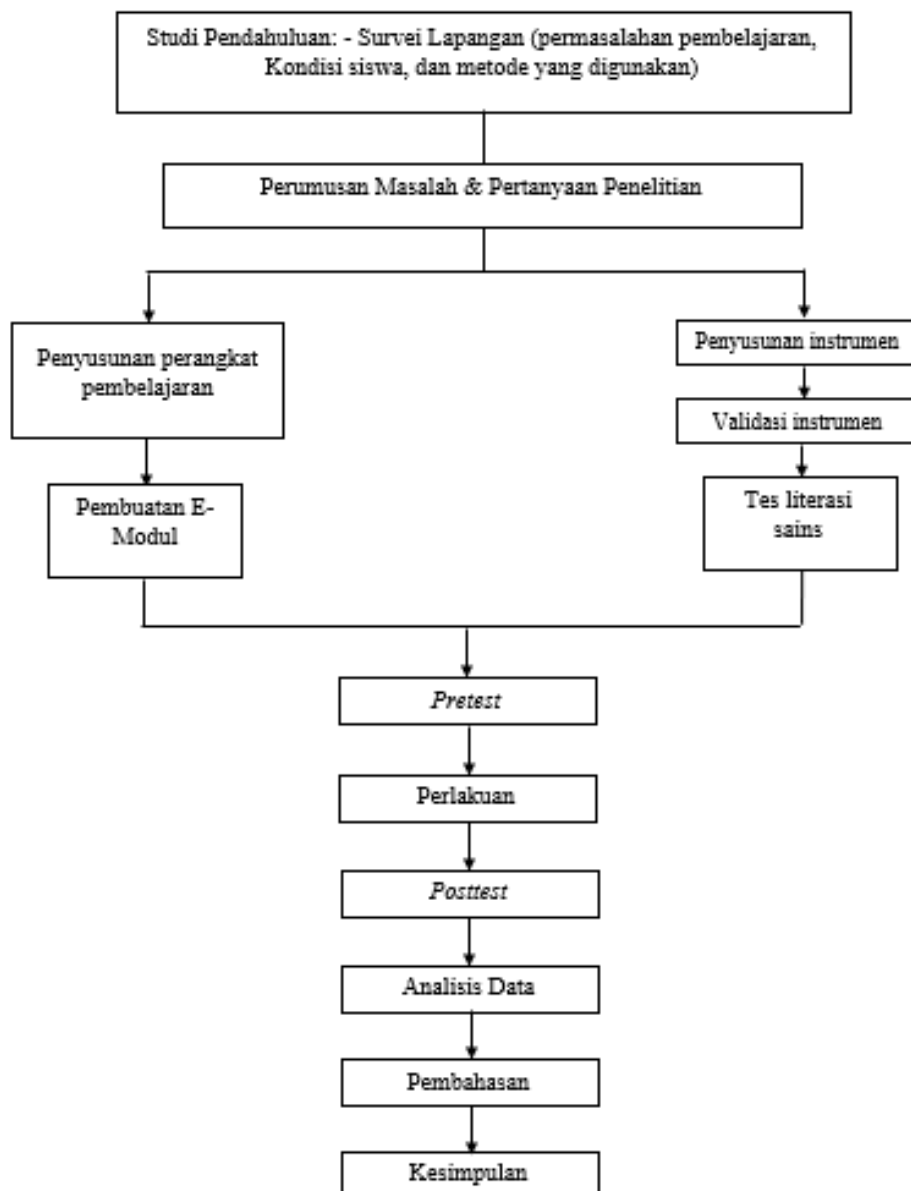 Studi Pendahuluan: - Survei Lapangan (permasalahan pembelajaran,
Kondisi siswa, dan metode yang digunakan)
Perumusan Masalah & Pertanyaan Penelitian
Penyusunan perangkat
pembelajaran
Pembuatan E-
Modul
Penyusunan instrumen
Validasi instrumen
Tes literasi
sains
Pretest
Perlakuan
Posttest
Analisis Data
Pembahasan
Kesimpulan